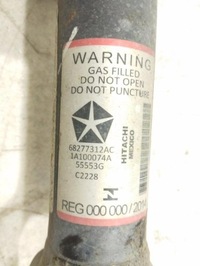 WARNING
GAS FILLED
DO NOT OPEN
DO NOT PUNCTURE
68277312AC
1A100074A
55553G
C2228
HITACHI
MEXICO
REG 000 000/2014